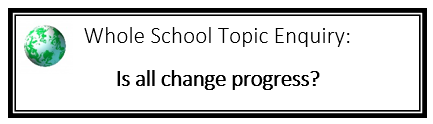 Whole School Topic Enquiry:
Is all change progress?